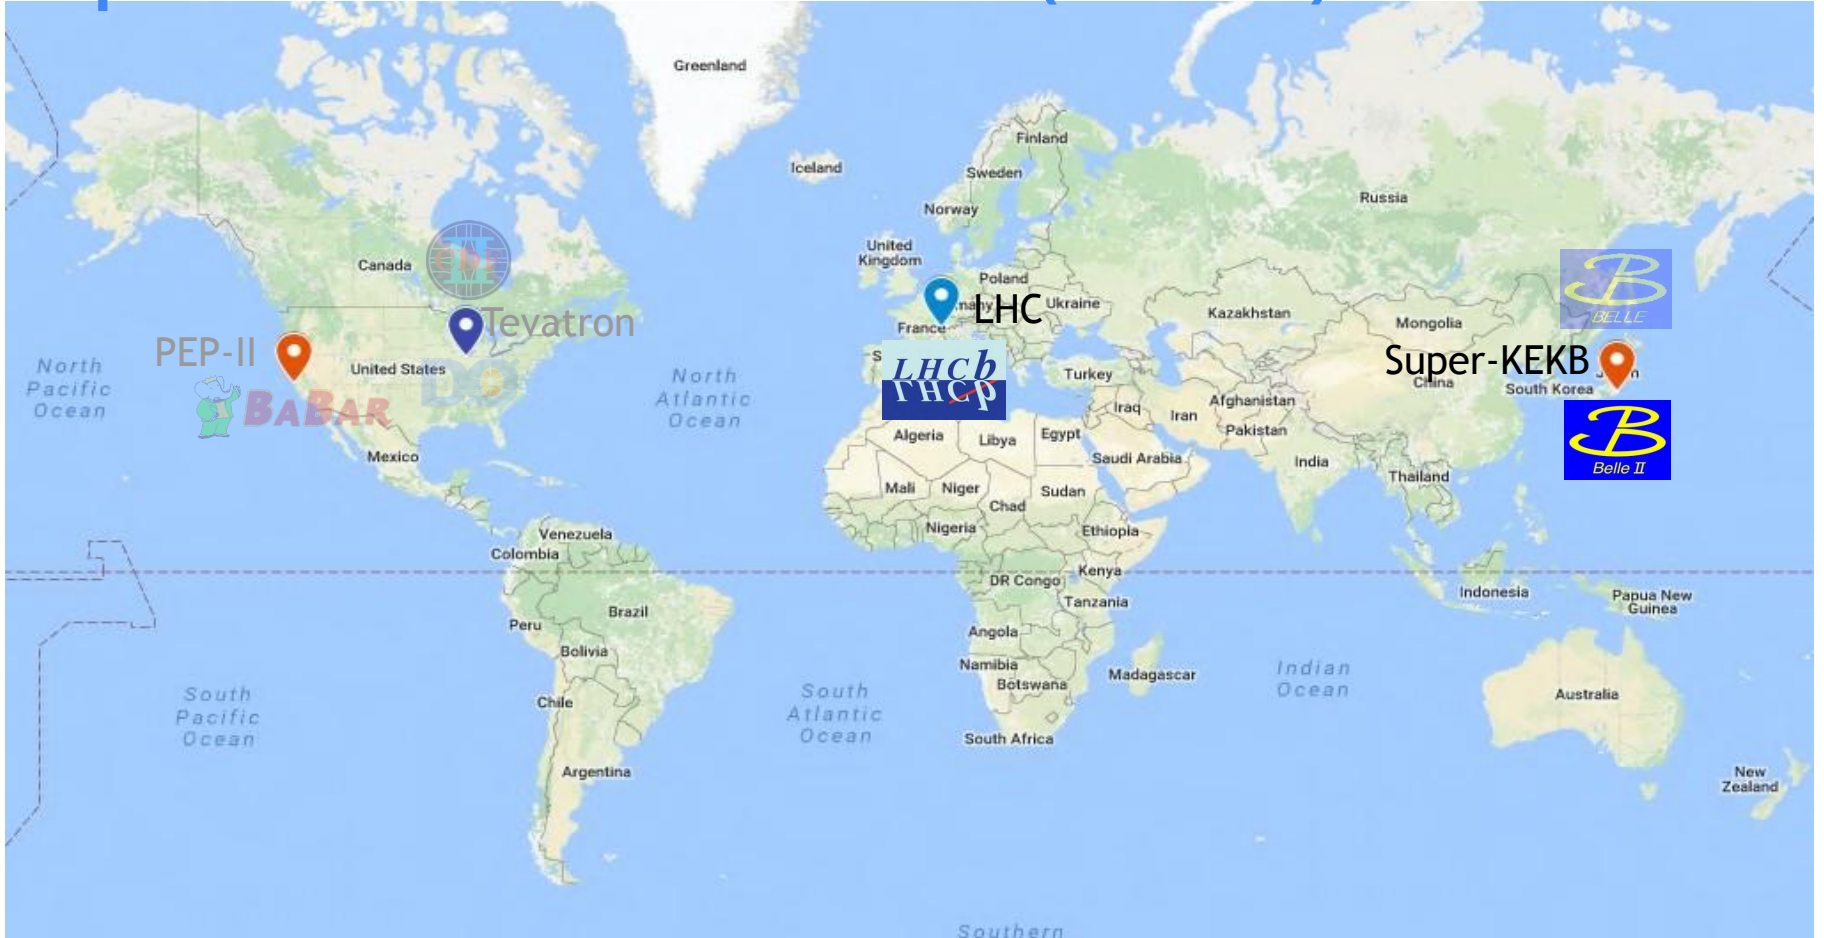 Greenland
Finland
Iceland
Sweden
Russia
Norway
United
Kingdom
Canada
Poland
BELLE
Ukraine
LHC
Kazakhstan
Mongolia
France
Tevatron
PEP-II
United States
North
Pacific
Ocean
North
Atlantic
Ocean
LHCb
Turkey
Super-KEKB
China
South Korea
BABAR
Iraq
Iran
Afghanistan
Pakistan
Algeria
Libya
Egypt
Mexico
Saudi Arabia
India
Thailand
Belle II
Mali
Niger
Sudan
Chad
Nigeria
Ethiopia
Venezuela
Colombia
DR Congo
Kenya
Indonesia
Papua New
Guinea
Tanzania
Brazil
Peru
Angola
Bolivia
Namibia
Botswana
Madagascar
Indian
Ocean
Australia
Chile
South
Pacific
Ocean
South
Atlantic
Ocean
South Africa
Argentina
New
Zealand
Southern